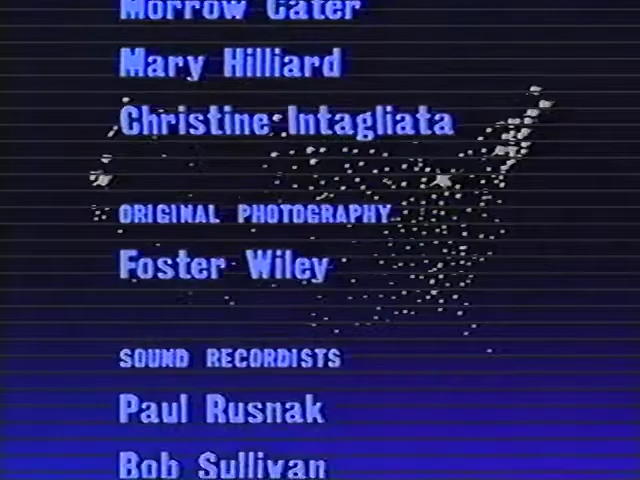 Morrow Cater
Mary Hilliard
Christine Intagliata
ORIGINAL PHOTOGRAPHY
Foster Wiley
SOUND RECORDISTS
Paul Rusnak
Bob Sullivan